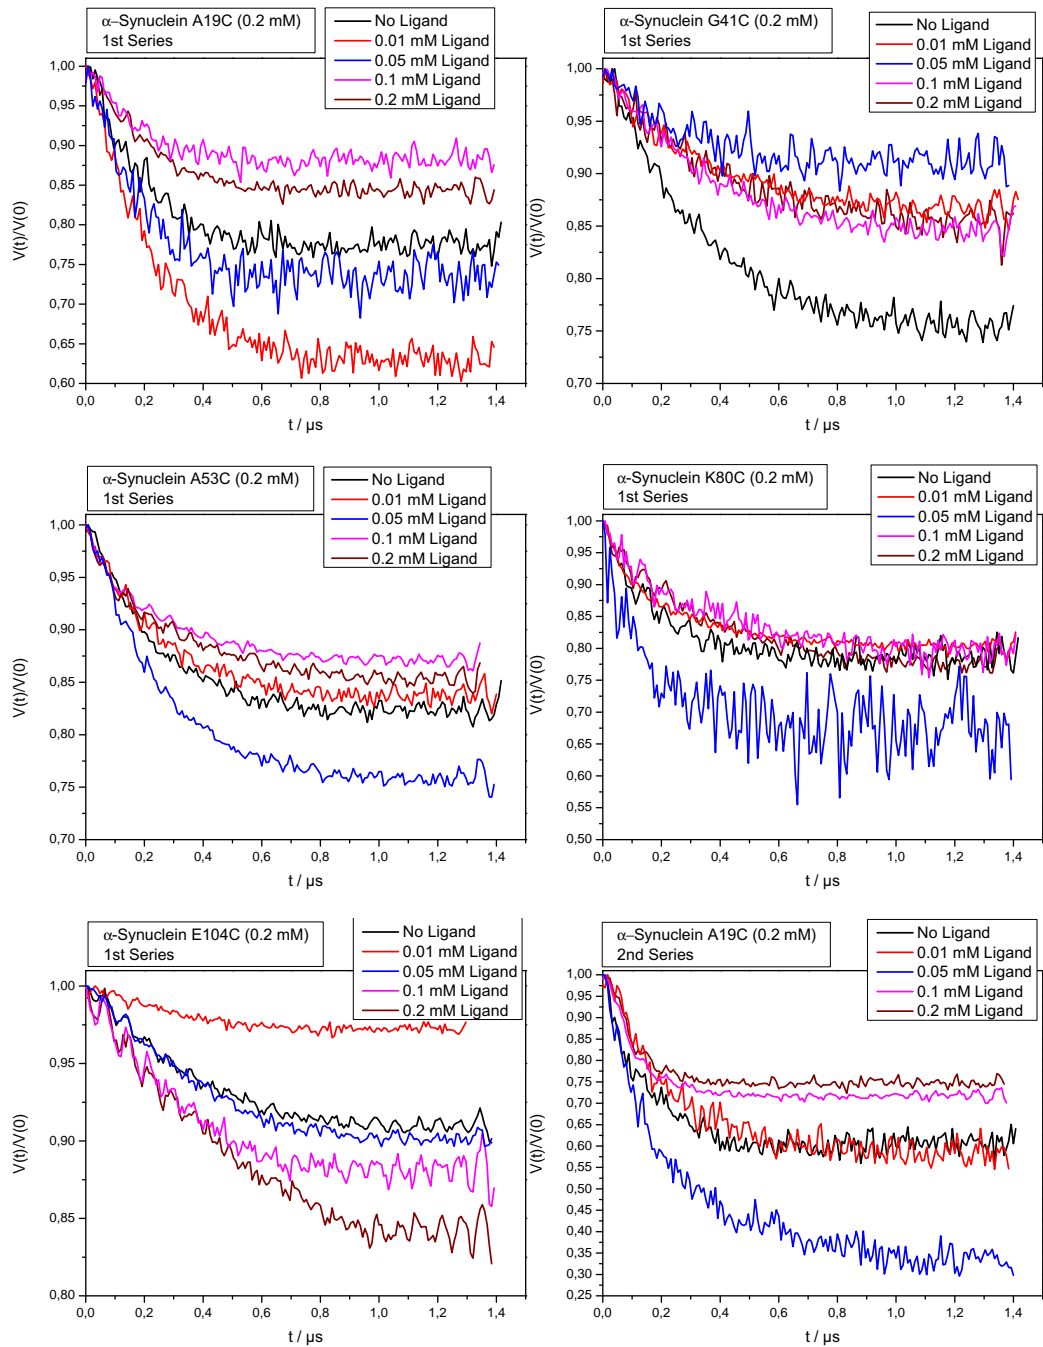 α–Synuclein A19C (0.2 mM)
1st Series
No Ligand
0.01 mM Ligand
0.05 mM Ligand
0.1 mM Ligand
0.2 mM Ligand
1,00
0,95
0,90
0,85
0,80
0,75
0,70
0,65
0,60
V(t)/V(0)
0,0 0,2 0,4 0,6 0,8 1,0 1,2 1,4
t / µs
α-Synuclein G41C (0.2 mM)
1st Series
No Ligand
0.01 mM Ligand
0.05 mM Ligand
0.1 mM Ligand
0.2 mM Ligand
1,00
0,95
0,90
0,85
0,80
0,75
0,70
V(t)/V(0)
0,0 0,2 0,4 0,6 0,8 1,0 1,2 1,4
t / µs
α-Synuclein A53C (0.2 mM)
1st Series
No Ligand
0.01 mM Ligand
0.05 mM Ligand
0.1 mM Ligand
0.2 mM Ligand
1,00
0,95
0,90
0,85
0,80
0,75
0,70
V(t)/V(0)
0,0 0,2 0,4 0,6 0,8 1,0 1,2 1,4
t / µs
α-Synuclein K80C (0.2 mM)
1st Series
No Ligand
0.01 mM Ligand
0.05 mM Ligand
0.1 mM Ligand
0.2 mM Ligand
1,00
0,95
0,90
0,85
0,80
0,75
0,70
0,65
0,60
0,55
0,50
V(t)/V(0)
0,0 0,2 0,4 0,6 0,8 1,0 1,2 1,4
t / µs
α-Synuclein E104C (0.2 mM)
1st Series
No Ligand
0.01 mM Ligand
0.05 mM Ligand
0.1 mM Ligand
0.2 mM Ligand
1,00
0,95
0,90
0,85
0,80
V(t)/V(0)
0,0 0,2 0,4 0,6 0,8 1,0 1,2 1,4
t / µs
α–Synuclein A19C (0.2 mM)
2nd Series
No Ligand
0.01 mM Ligand
0.05 mM Ligand
0.1 mM Ligand
0.2 mM Ligand
1,00
0,95
0,90
0,85
0,80
0,75
0,70
0,65
0,60
0,55
0,50
0,45
0,40
0,35
0,30
0,25
V(t)/V(0)
0,0 0,2 0,4 0,6 0,8 1,0 1,2 1,4
t / µs